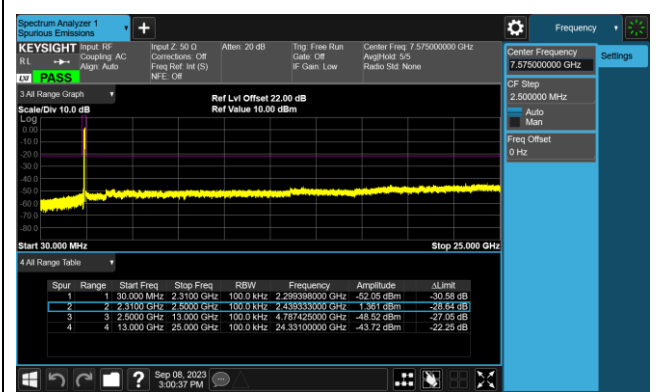 Spectrum Analyzer 1
Spurious Emissions
Frequency
KEYSIGHT Input: RF Input Z: 50 Ω Atten: 20 dB Trig: Free Run Center Freq: 7.575000000 GHz
RL Coupling: AC Corrections: Off Gate: Off Avg|Hold: 5/5
Align: Auto Freq Ref: Int (S) IF Gain: Low Radio Std: None
LXI PASS NFE: Off
Center Frequency
7.575000000 GHz
Settings
CF Step
2.500000 MHz
Auto
Man
Freq Offset
0 Hz
3 All Range Graph
Ref Lvl Offset 22.00 dB
Scale/Div 10.0 dB Ref Value 10.00 dBm
Log
0.00
-10.0
-20.0
-30.0
-40.0
-50.0
-60.0
-70.0
-80.0
Start 30.000 MHz Stop 25.000 GHz
4 All Range Table
Spur Range Start Freq Stop Freq RBW Frequency Amplitude ΔLimit
1 1 30.000 MHz 2.3100 GHz 100.0 kHz 2.299398000 GHz -52.05 dBm -30.58 dB
2 2 2.3100 GHz 2.5000 GHz 100.0 kHz 2.439333000 GHz 1.361 dBm -28.64 dB
3 3 2.5000 GHz 13.000 GHz 100.0 kHz 4.787425000 GHz -48.52 dBm -27.05 dB
4 4 13.000 GHz 25.000 GHz 100.0 kHz 24.33100000 GHz -43.72 dBm -22.25 dB
Sep 08, 2023
3:00:37 PM